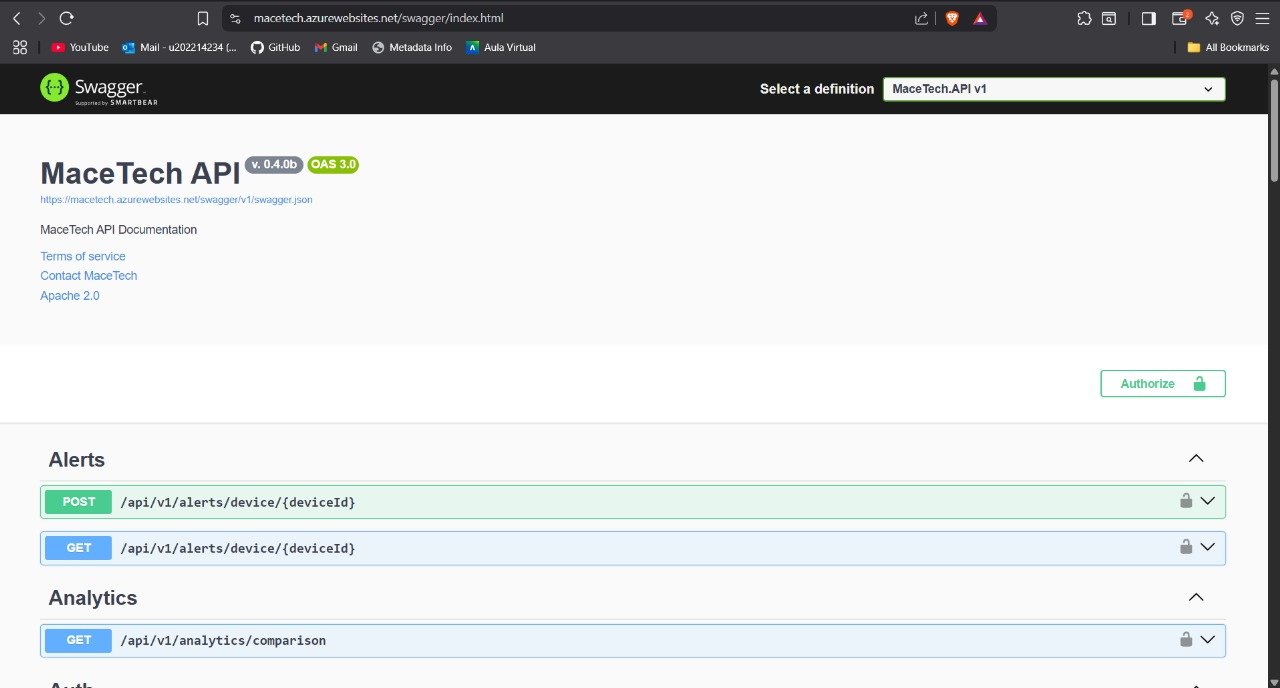 macetech.azurewebsites.net/swagger/index.html
2
YouTube
Mail - u202214234 (...
GitHub
Gmail
Metadata Info
Aula Virtual
All Bookmarks
Swagger
Supported by SMARTBEAR
Select a definition
MaceTech.API v1
MaceTech API v. 0.4.0b OAS 3.0
https://macetech.azurewebsites.net/swagger/v1/swagger.json
MaceTech API Documentation
Terms of service
Contact MaceTech
Apache 2.0
Authorize
Alerts
POST /api/v1/alerts/device/{deviceId}
GET /api/v1/alerts/device/{deviceId}
Analytics
GET /api/v1/analytics/comparison
Auth